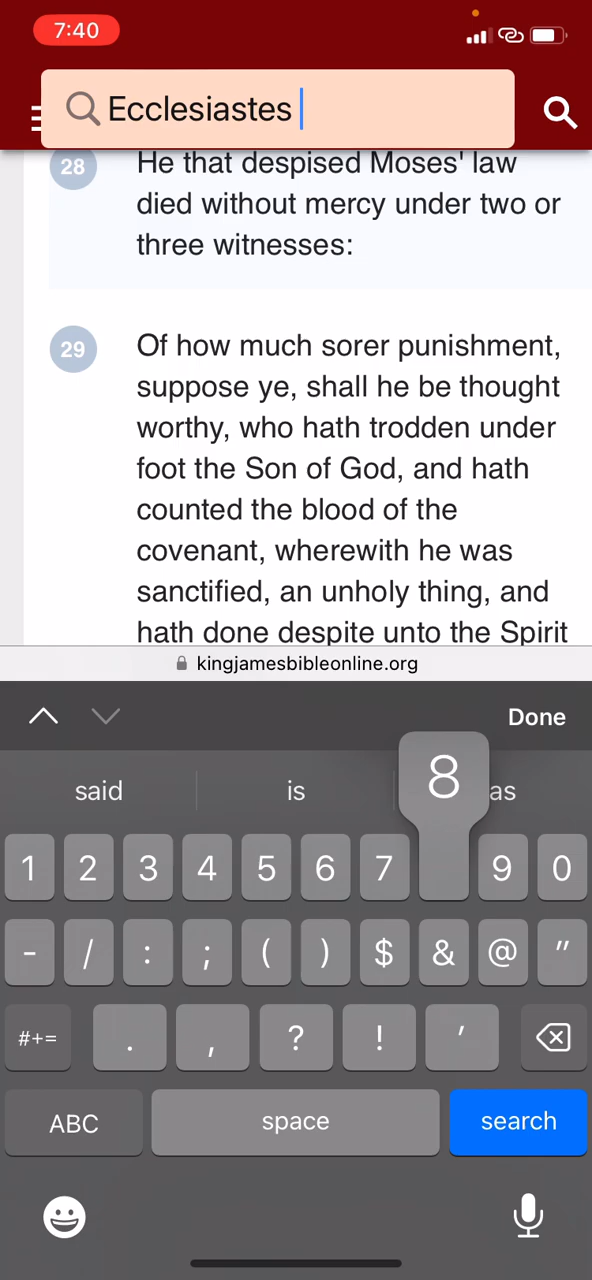 7:40
Ecclesiastes
28 He that despised Moses' law
died without mercy under two or
three witnesses:
29 Of how much sorer punishment,
suppose ye, shall he be thought
worthy, who hath trodden under
foot the Son of God, and hath
counted the blood of the
covenant, wherewith he was
sanctified, an unholy thing, and
hath done despite unto the Spirit
kingjamesbibleonline.org
Done
said is as
1 2 3 4 5 6 7 8 9 0
- / : ; ( ) $ & @ "
#+= . , ? ! '
ABC space search